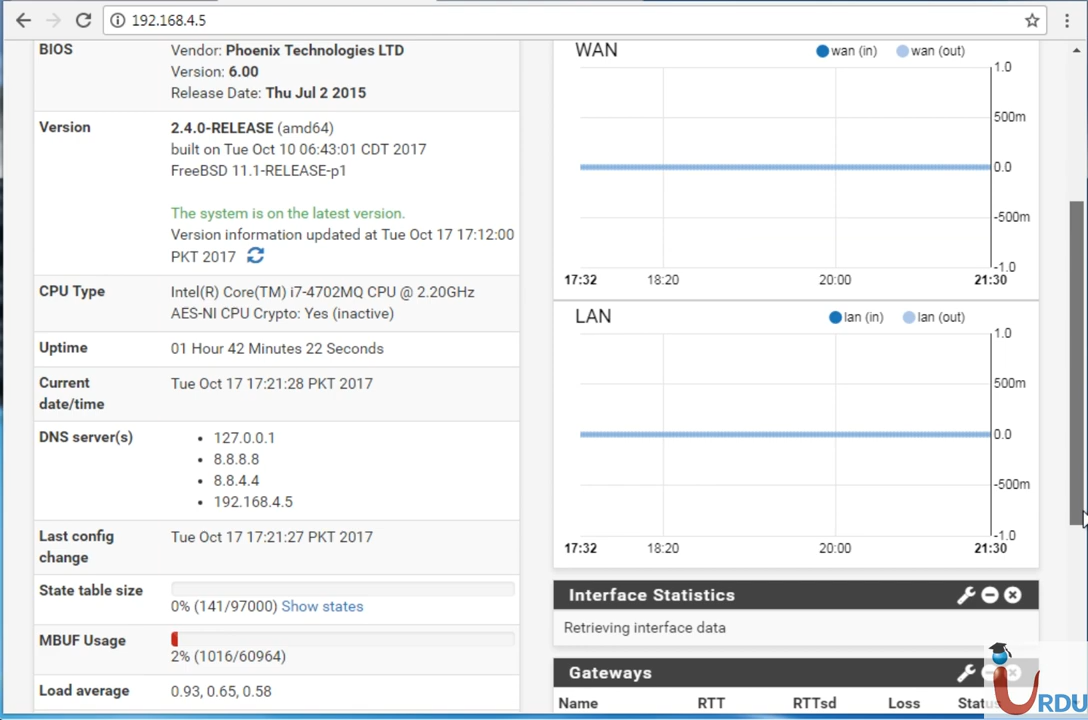 192.168.4.5
BIOS
Vendor: Phoenix Technologies LTD
Version: 6.00
Release Date: Thu Jul 2 2015
Version
2.4.0-RELEASE (amd64)
built on Tue Oct 10 06:43:01 CDT 2017
FreeBSD 11.1-RELEASE-p1
The system is on the latest version.
Version information updated at Tue Oct 17 17:12:00
PKT 2017
CPU Type
Intel(R) Core(TM) i7-4702MQ CPU @ 2.20GHz
AES-NI CPU Crypto: Yes (inactive)
Uptime
01 Hour 42 Minutes 22 Seconds
Current
date/time
Tue Oct 17 17:21:28 PKT 2017
DNS server(s)
• 127.0.0.1
• 8.8.8.8
• 8.8.4.4
• 192.168.4.5
Last config
change
Tue Oct 17 17:21:27 PKT 2017
State table size
0% (141/97000) Show states
MBUF Usage
2% (1016/60964)
Load average
0.93, 0.65, 0.58
WAN
wan (in) wan (out)
1.0
500m
0.0
-500m
-1.0
17:32 18:20 20:00 21:30
LAN
lan (in) lan (out)
1.0
500m
0.0
-500m
-1.0
17:32 18:20 20:00 21:30
Interface Statistics
Retrieving interface data
Gateways
Name RTT RTTsd Loss
URDU